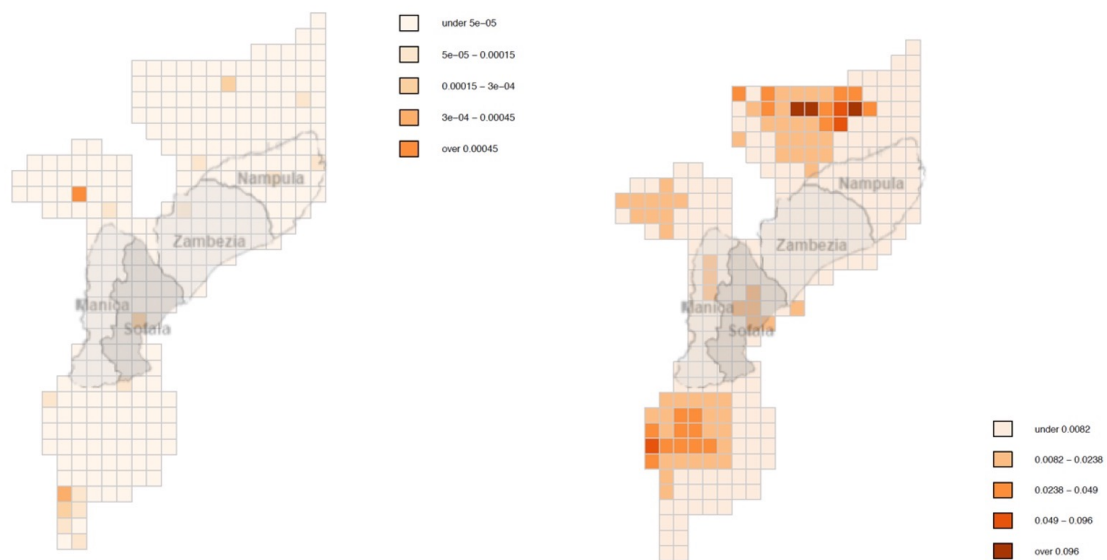 under 5e−05
5e−05 − 0.00015
0.00015 − 3e−04
3e−04 − 0.00045
over 0.00045
Nampula
Zambezia
Manica
Sofala
Nampula
Zambezia
Manica
Sofala
under 0.0082
0.0082 − 0.0238
0.0238 − 0.049
0.049 − 0.096
over 0.096